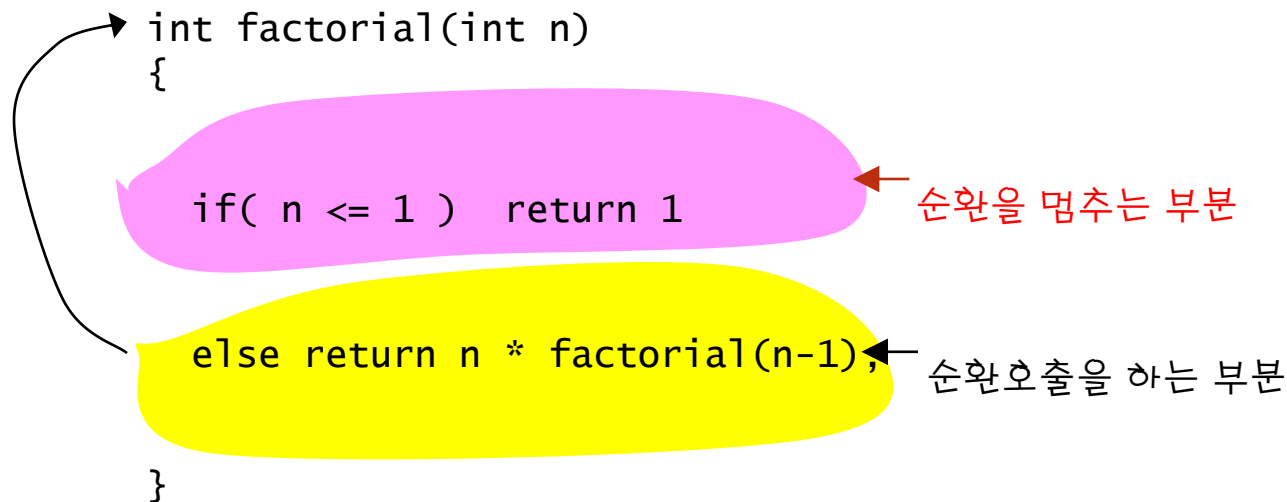 int factorial(int n)
{
if( n <= 1 )  return 1
순환을 멈추는 부분
else return n * factorial(n-1);
순환호출을 하는 부분
}